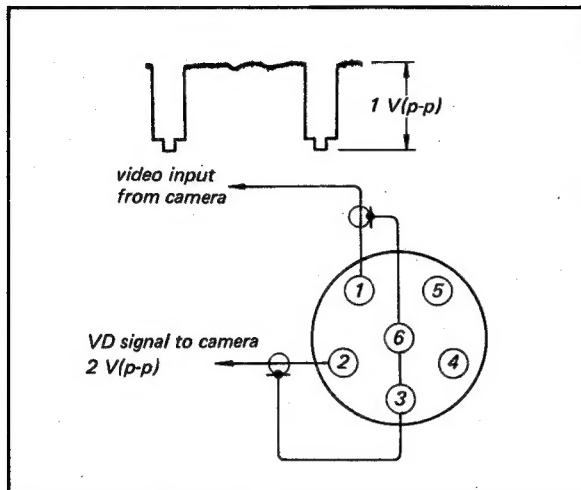 1 V(p-p)
video input
from camera
1
5
6
VD signal to camera
2 V(p-p)
2
4
3